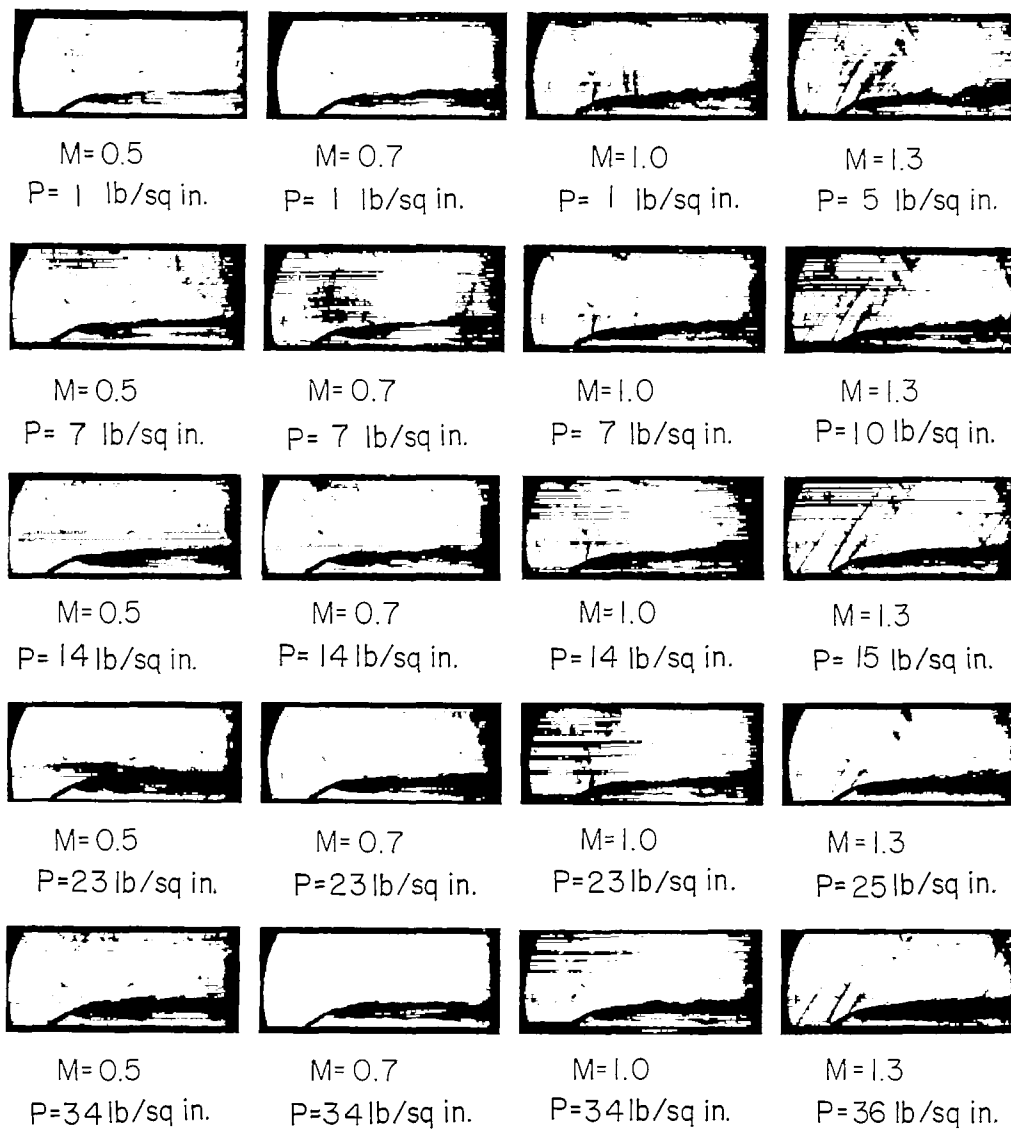 M=0.5 M=0.7 M=1.0 M=1.3
P= 1 lb/sq in. P= 1 lb/sq in. P= 1 lb/sq in. P= 5 lb/sq in.
M=0.5 M=0.7 M=1.0 M=1.3
P= 7 lb/sq in. P= 7 lb/sq in. P= 7 lb/sq in. P=10 lb/sq in.
M=0.5 M=0.7 M=1.0 M=1.3
P=14 lb/sq in. P=14 lb/sq in. P=14 lb/sq in. P=15 lb/sq in.
M=0.5 M=0.7 M=1.0 M=1.3
P=23 lb/sq in. P=23 lb/sq in. P=23 lb/sq in. P=25 lb/sq in.
M=0.5 M=0.7 M=1.0 M=1.3
P=34 lb/sq in. P=34 lb/sq in. P=34 lb/sq in. P=36 lb/sq in.